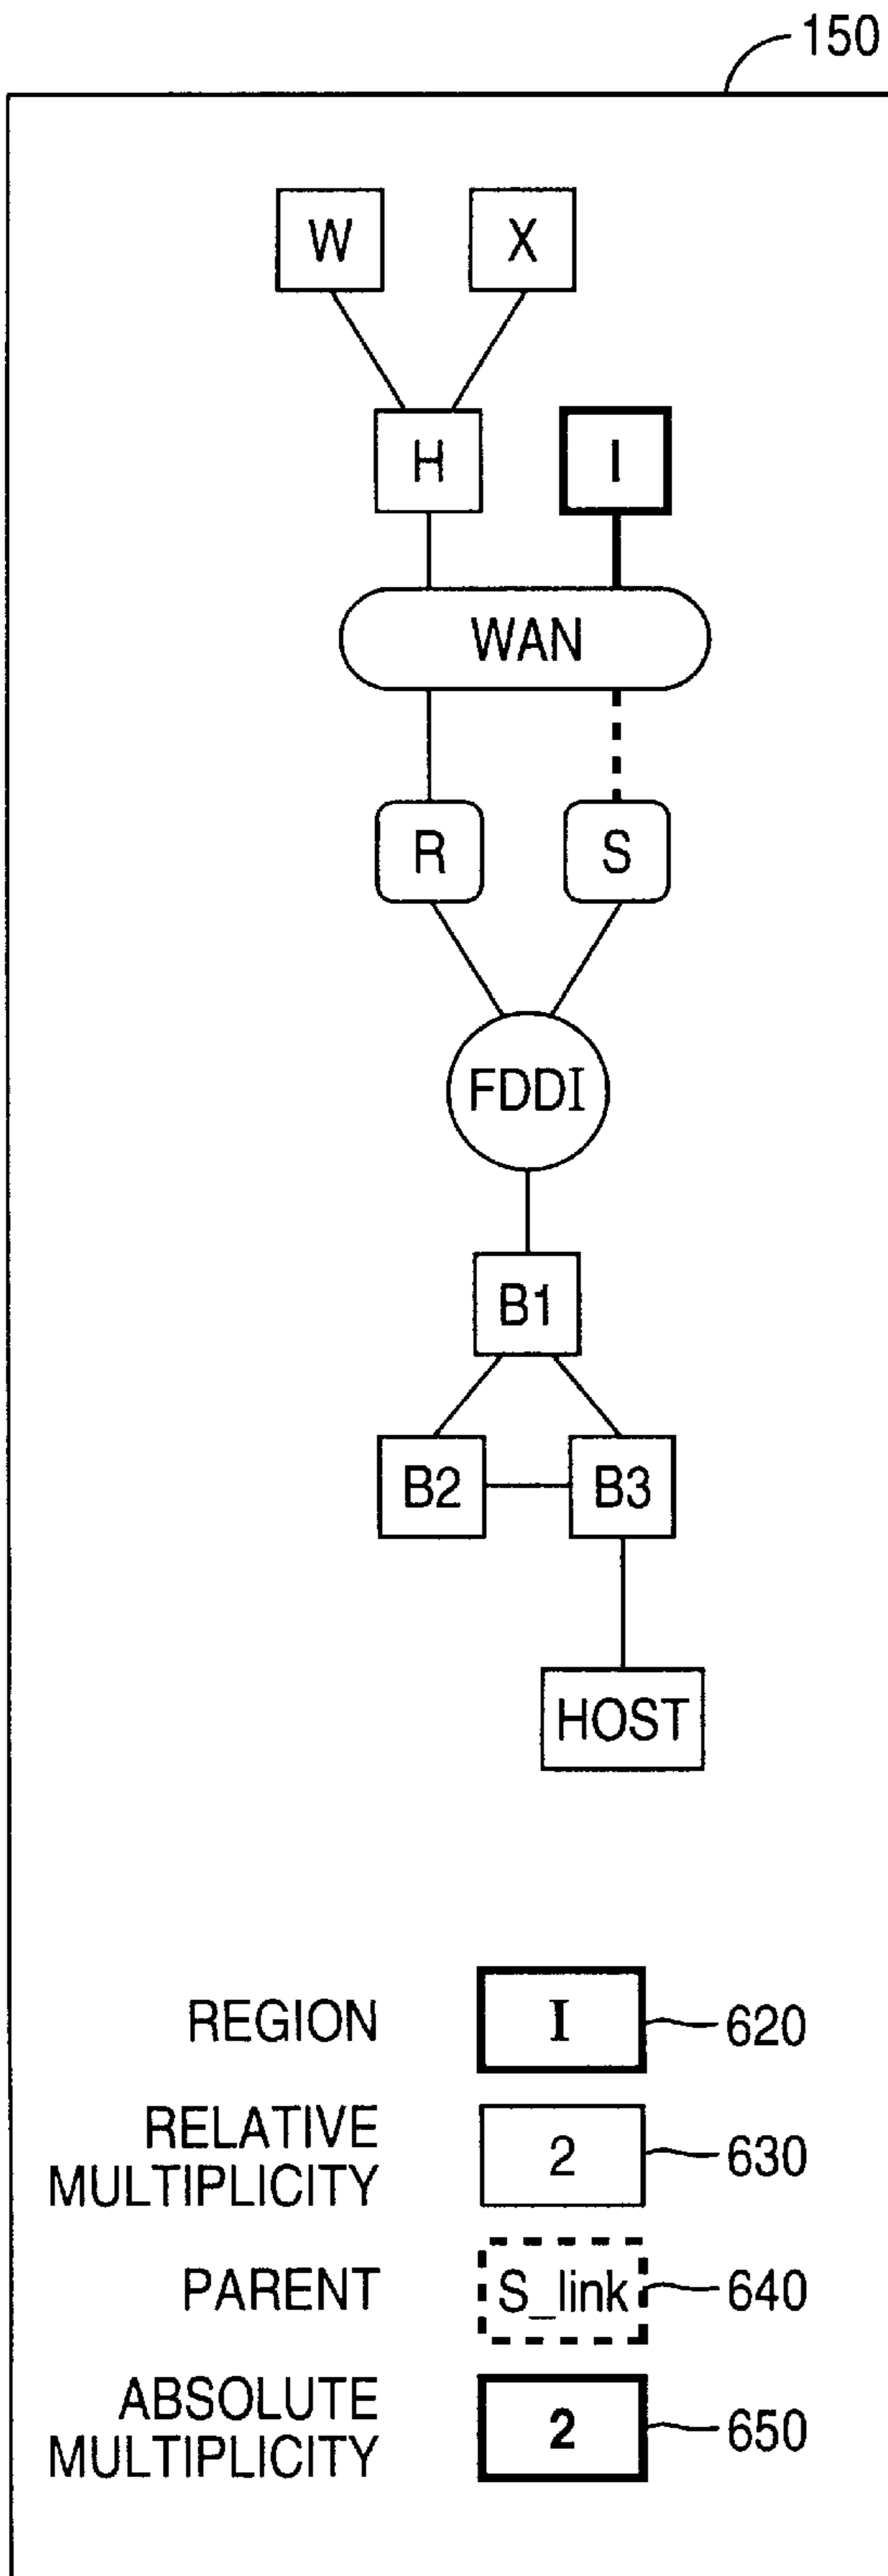 150
W X
H I
WAN
R S
FDDI
B1
B2 B3
HOST
REGION I 620
RELATIVE
MULTIPLICITY 2 630
PARENT S_link 640
ABSOLUTE
MULTIPLICITY 2 650